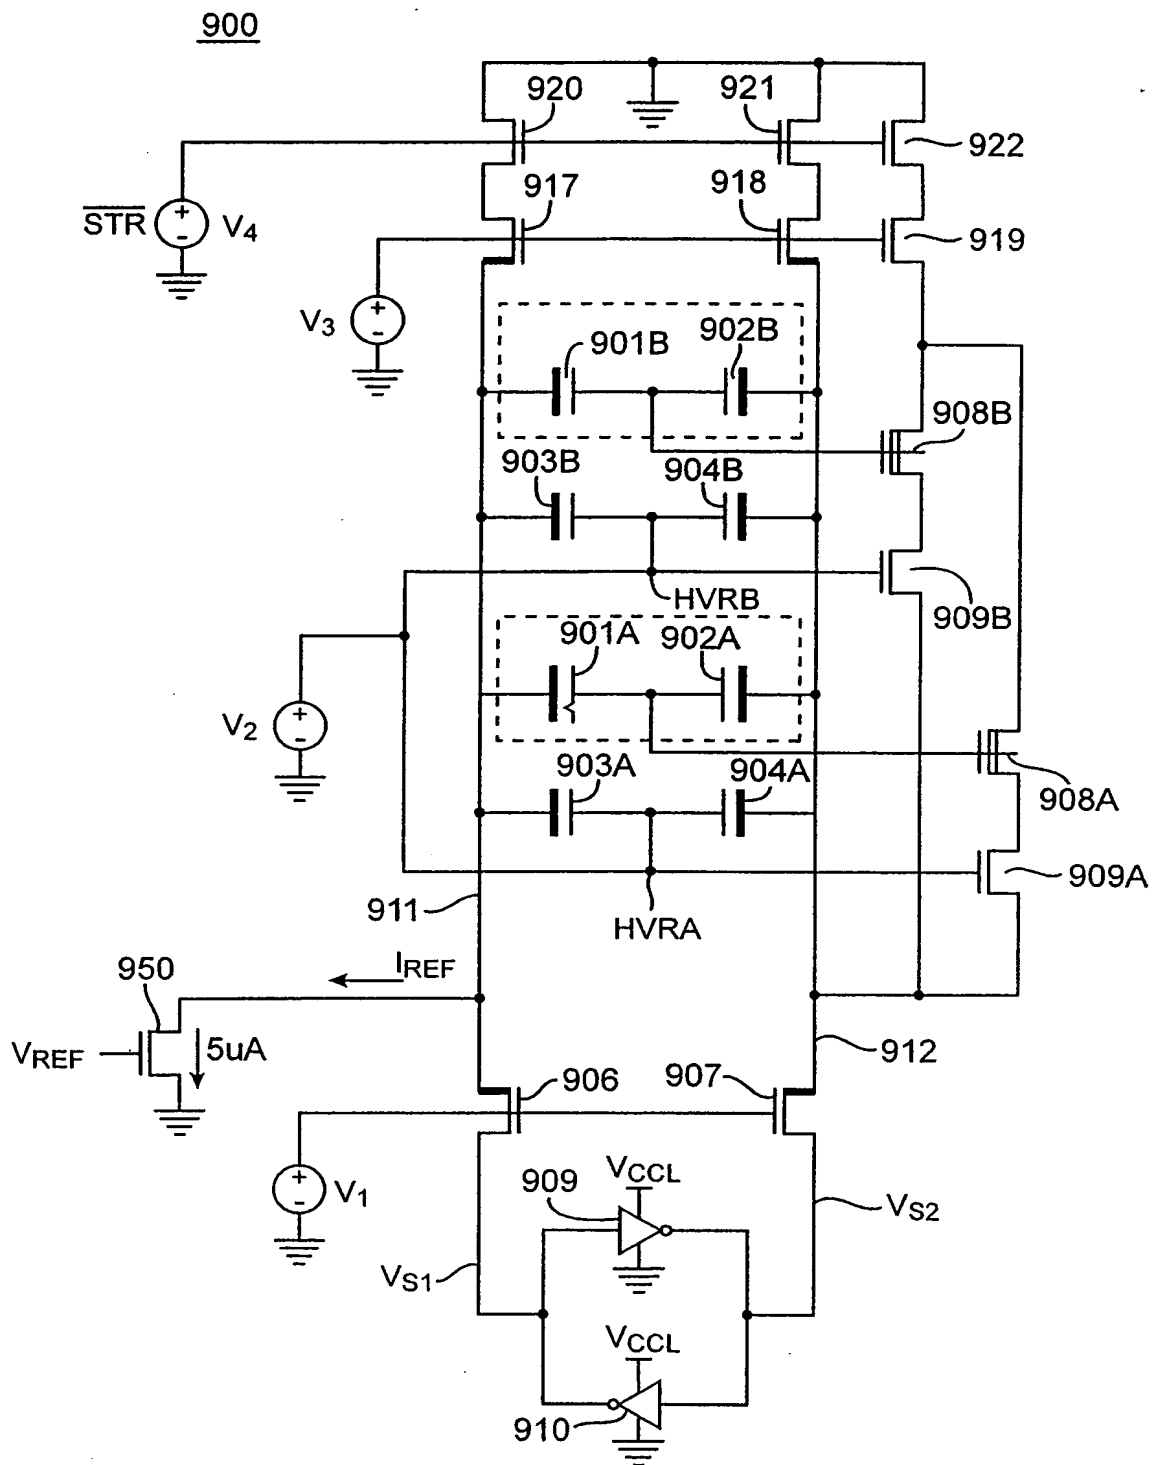 900
920
921
922
917
918
919
STR V4
V3
901B
902B
908B
903B
904B
HVRB
909B
901A
902A
V2
903A
904A
908A
909A
911
HVRA
IREF
950
VREF
5uA
912
906
907
V1
909
VCCL
VS2
VS1
VCCL
910